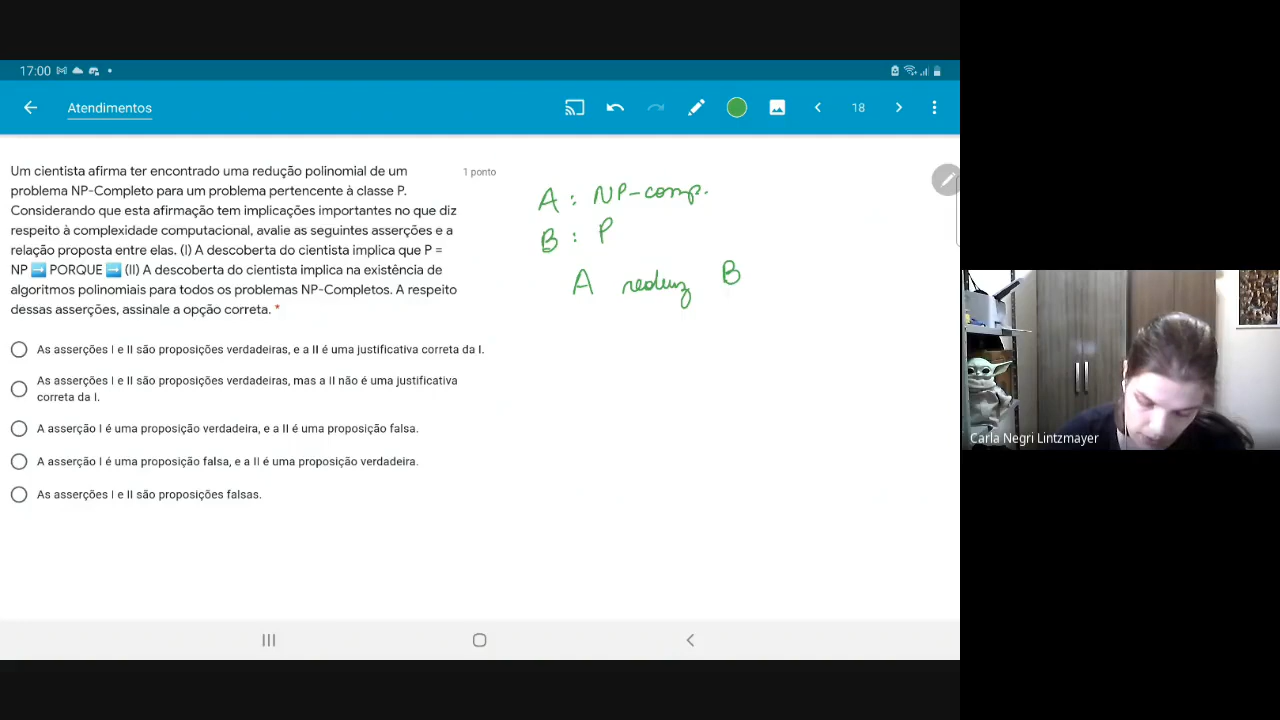 17:00
Atendimentos
18
Um cientista afirma ter encontrado uma redução polinomial de um
1 ponto
problema NP-Completo para um problema pertencente à classe P.
Considerando que esta afirmação tem implicações importantes no que diz
respeito à complexidade computacional, avalie as seguintes asserções e a
relação proposta entre elas. (I) A descoberta do cientista implica que P =
NP ➡️ PORQUE ➡️ (II) A descoberta do cientista implica na existência de
algoritmos polinomiais para todos os problemas NP-Completos. A respeito
dessas asserções, assinale a opção correta. *
As asserções I e II são proposições verdadeiras, e a II é uma justificativa correta da I.
As asserções I e II são proposições verdadeiras, mas a II não é uma justificativa
correta da I.
A asserção I é uma proposição verdadeira, e a II é uma proposição falsa.
A asserção I é uma proposição falsa, e a II é uma proposição verdadeira.
As asserções I e II são proposições falsas.
A : NP-comp.
B : P
A reduz B
Carla Negri Lintzmayer